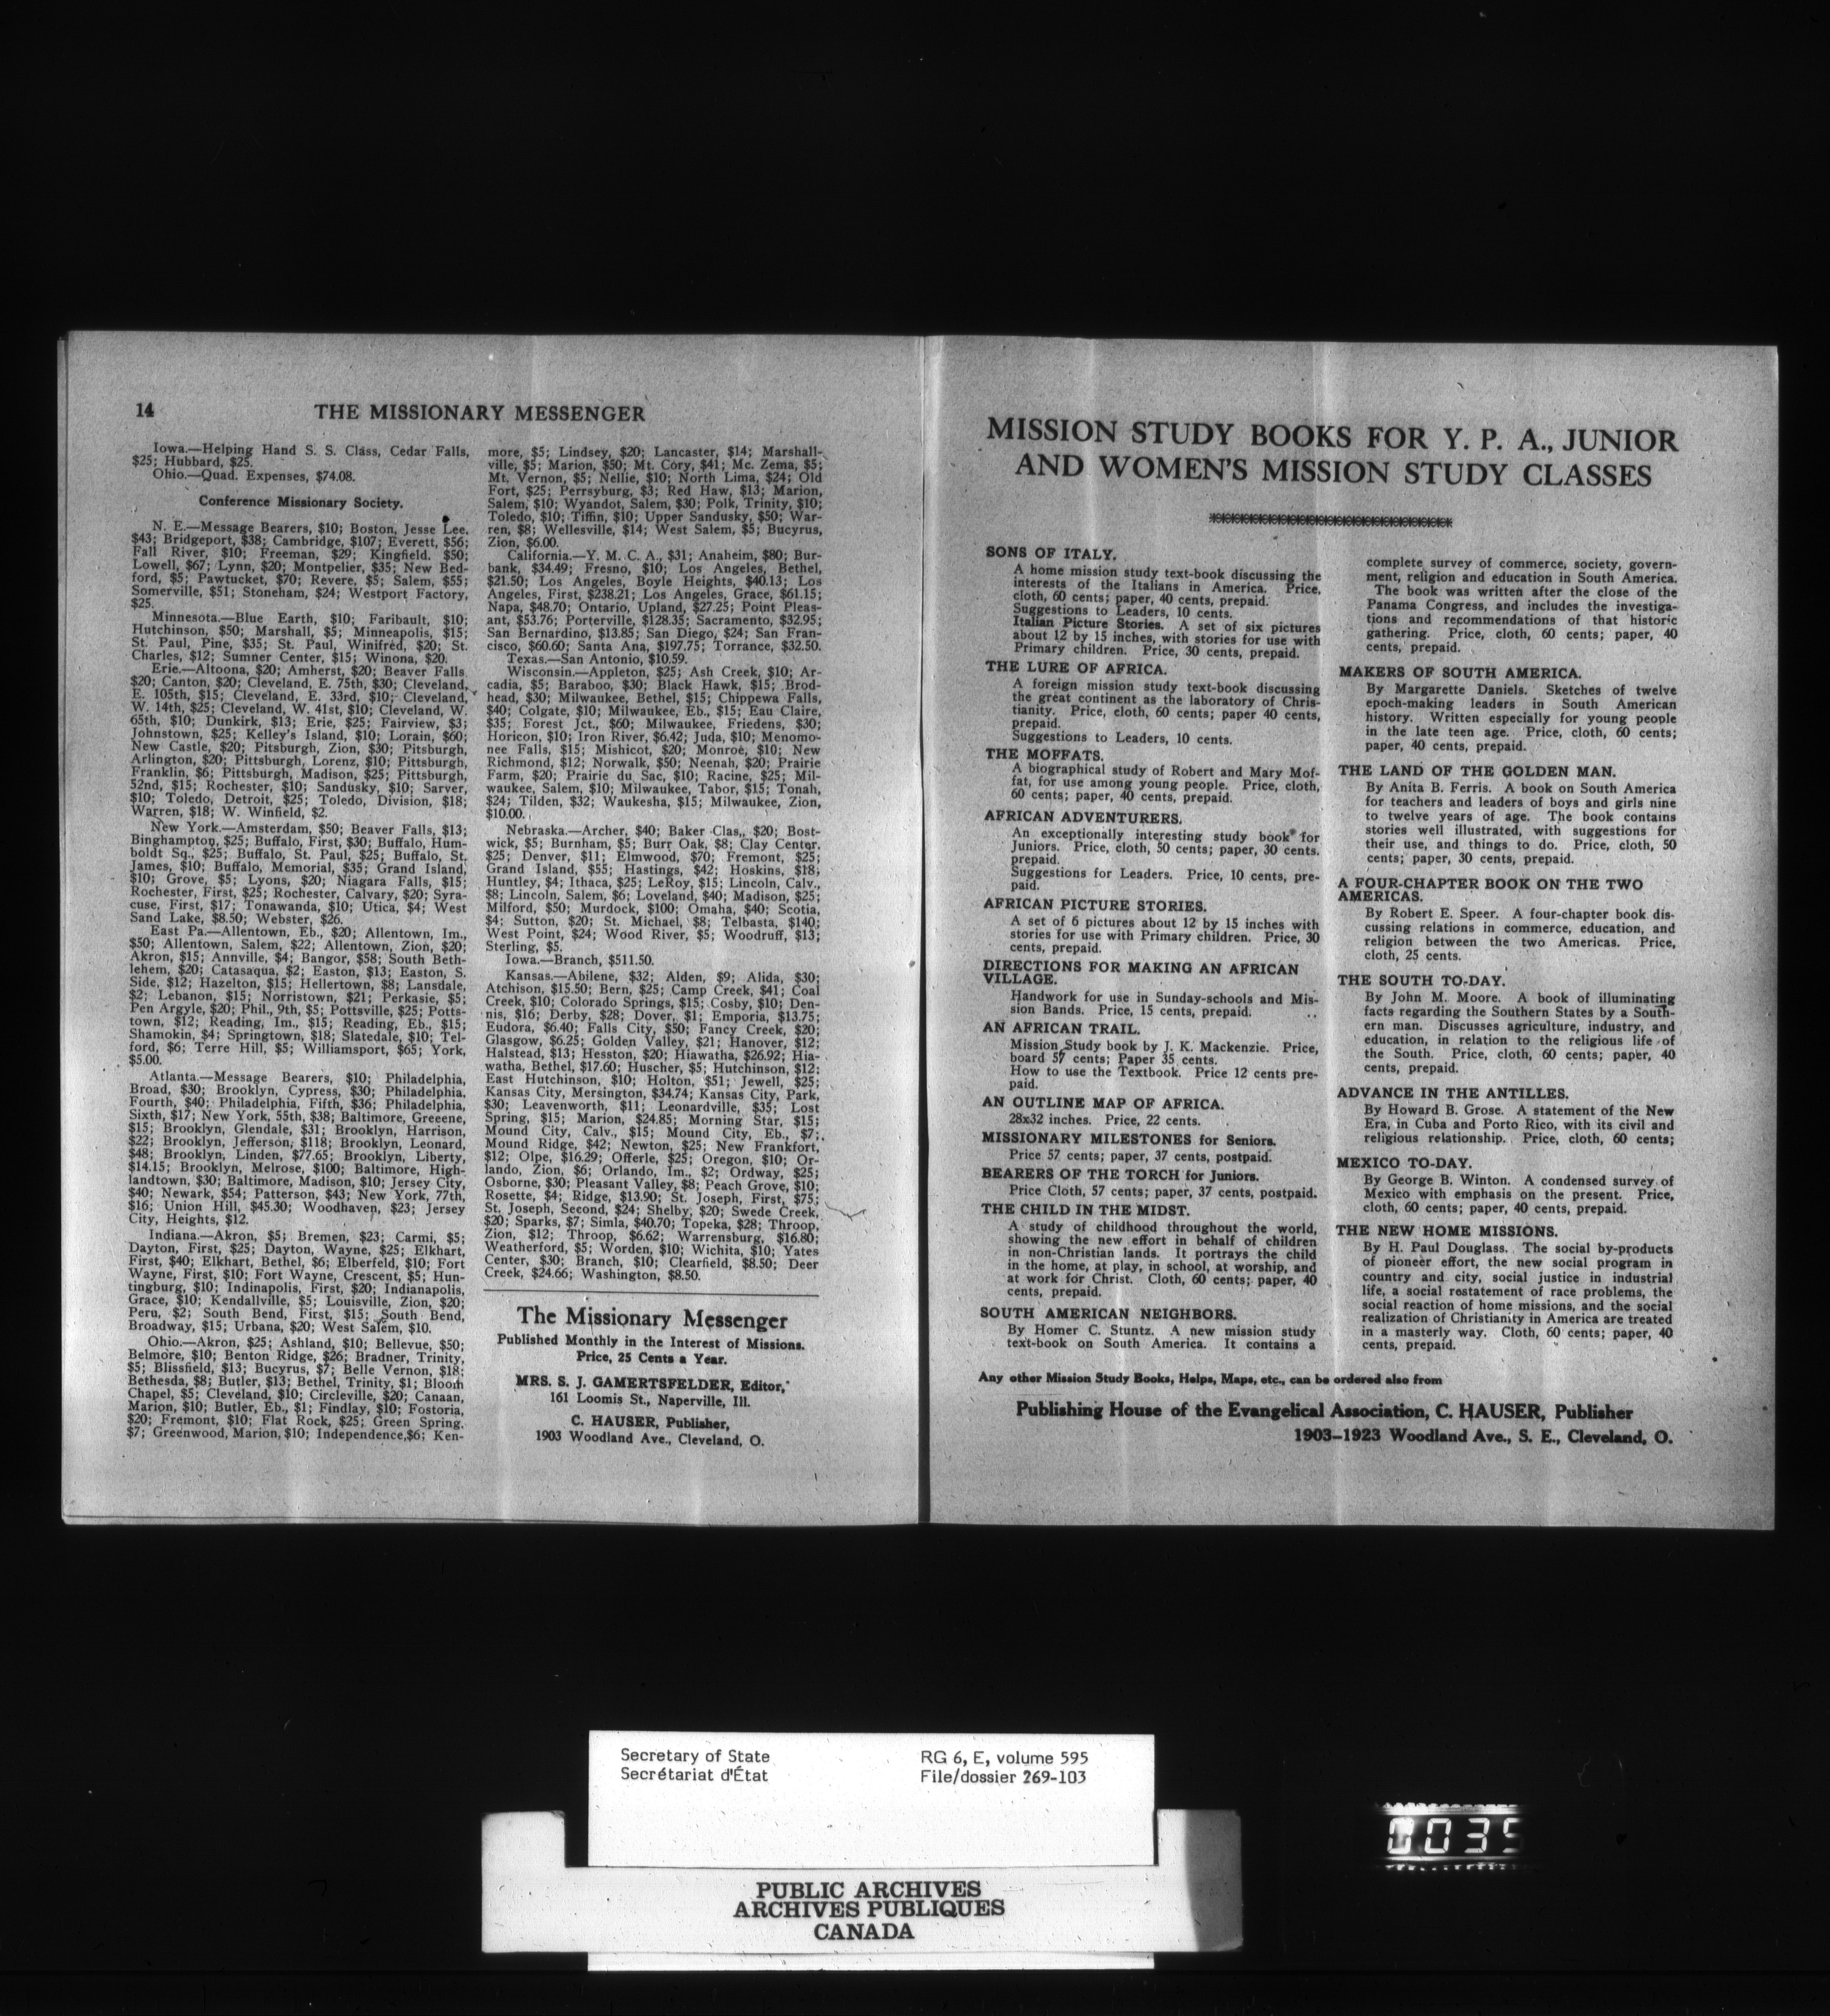 14
THE MISSIONARY MESSENGER
Iowa.—Helping Hand S. S. Class, Cedar Falls,
$25; Hubbard, $25.
Ohio.—Quad. Expenses, $74.08.
Conference Missionary Society.
N. E.—Message Bearers, $10; Boston, Jesse Lee,
$43; Bridgeport, $38; Cambridge, $107; Everett, $56;
Fall River, $10; Freeman, $29; Kingfield. $50;
Lowell, $67; Lynn, $20; Montpelier, $35; New Bed-
ford, $5; Pawtucket, $70; Revere, $5; Salem, $55;
Somerville, $51; Stoneham, $24; Westport Factory,
$25.
Minnesota.—Blue Earth, $10; Faribault, $10;
Hutchinson, $50; Marshall, $5; Minneapolis, $15;
St. Paul, Pine, $35; St. Paul, Winifred, $20; St.
Charles, $12; Sumner Center, $15; Winona, $20.
Erie.—Altoona, $20; Amherst, $20; Beaver Falls
$20; Canton, $20; Cleveland, E. 75th, $30; Cleveland,
E. 105th, $15; Cleveland, E. 33rd, $10; Cleveland,
W. 14th, $25; Cleveland, W. 41st, $10; Cleveland, W.
65th, $10; Dunkirk, $13; Erie, $25; Fairview, $3;
Johnstown, $25; Kelley's Island, $10; Lorain, $60;
New Castle, $20; Pitsburgh, Zion, $30; Pitsburgh,
Arlington, $20; Pittsburgh, Lorenz, $10; Pittsburgh,
Franklin, $6; Pittsburgh, Madison, $25; Pittsburgh,
52nd, $15; Rochester, $10; Sandusky, $10; Sarver,
$10; Toledo, Detroit, $25; Toledo, Division, $18;
Warren, $18; W. Winfield, $2.
New York.—Amsterdam, $50; Beaver Falls, $13;
Binghampton, $25; Buffalo, First, $30; Buffalo, Hum-
boldt Sq., $25; Buffalo, St. Paul, $25; Buffalo, St.
James, $10; Buffalo, Memorial, $35; Grand Island,
$10; Grove, $5; Lyons, $20; Niagara Falls, $15;
Rochester, First, $25; Rochester, Calvary, $20; Syra-
cuse, First, $17; Tonawanda, $10; Utica, $4; West
Sand Lake, $8.50; Webster, $26.
East Pa.—Allentown, Eb., $20; Allentown, Im.,
$50; Allentown, Salem, $22; Allentown, Zion, $20;
Akron, $15; Annville, $4; Bangor, $58; South Beth-
lehem, $20; Catasaqua, $2; Easton, $13; Easton, S.
Side, $12; Hazelton, $15; Hellertown, $8; Lansdale,
$2; Lebanon, $15; Norristown, $21; Perkasie, $5;
Pen Argyle, $20; Phil., 9th, $5; Pottsville, $25; Potts-
town, $12; Reading, Im., $15; Reading, Eb., $15;
Shamokin, $4; Springtown, $18; Slatedale, $10; Tel-
ford, $6; Terre Hill, $5; Williamsport, $65; York,
$5.00.
Atlanta.—Message Bearers, $10; Philadelphia,
Broad, $30; Brooklyn, Cypress, $30; Philadelphia,
Fourth, $40; Philadelphia, Fifth, $36; Philadelphia,
Sixth, $17; New York, 55th, $38; Baltimore, Greeene,
$15; Brooklyn, Glendale, $31; Brooklyn, Harrison,
$22; Brooklyn, Jefferson, $118; Brooklyn, Leonard,
$48; Brooklyn, Linden, $77.65; Brooklyn, Liberty,
$14.15; Brooklyn, Melrose, $100; Baltimore, High-
landtown, $30; Baltimore, Madison, $10; Jersey City,
$40; Newark, $54; Patterson, $43; New York, 77th,
$16; Union Hill, $45.30; Woodhaven, $23; Jersey
City, Heights, $12.
Indiana.—Akron, $5; Bremen, $23; Carmi, $5;
Dayton, First, $25; Dayton, Wayne, $25; Elkhart,
First, $40; Elkhart, Bethel, $6; Elberfeld, $10; Fort
Wayne, First, $10; Fort Wayne, Crescent, $5; Hun-
tingburg, $10; Indinapolis, First, $20; Indianapolis,
Grace, $10; Kendallville, $5; Louisville, Zion, $20;
Peru, $2; South Bend, First, $15; South Bend,
Broadway, $15; Urbana, $20; West Salem, $10.
Ohio.—Akron, $25; Ashland, $10; Bellevue, $50;
Belmore, $10; Benton Ridge, $26; Bradner, Trinity,
$5; Blissfield, $13; Bucyrus, $7; Belle Vernon, $18;
Bethesda, $8; Butler, $13; Bethel, Trinity, $1; Bloom
Chapel, $5; Cleveland, $10; Circleville, $20; Canaan,
Marion, $10; Butler, Eb., $1; Findlay, $10; Fostoria,
$20; Fremont, $10; Flat Rock, $25; Green Spring.
$7; Greenwood, Marion, $10; Independence,$6; Ken-
more, $5; Lindsey, $20; Lancaster, $14; Marshall-
ville, $5; Marion, $50; Mt. Cory, $41; Mc. Zema, $5;
Mt. Vernon, $5; Nellie, $10; North Lima, $24; Old
Fort, $25; Perrsyburg, $3; Red Haw, $13; Marion,
Salem, $10; Wyandot, Salem, $30; Polk, Trinity, $10;
Toledo, $10; Tiffin, $10; Upper Sandusky, $50; War-
ren, $8; Wellesville, $14; West Salem, $5; Bucyrus,
Zion, $6.00.
California.—Y. M. C. A., $31; Anaheim, $80; Bur-
bank, $34.49; Fresno, $10; Los Angeles, Bethel,
$21.50; Los Angeles, Boyle Heights, $40.13; Los
Angeles, First, $238.21; Los Angeles, Grace, $61.15;
Napa, $48.70; Ontario, Upland, $27.25; Point Pleas-
ant, $53.76; Porterville, $128.35; Sacramento, $32.95;
San Bernardino, $13.85; San Diego, $24; San Fran-
cisco, $60.60; Santa Ana, $197.75; Torrance, $32.50.
Texas.—San Antonio, $10.59.
Wisconsin.—Appleton, $25; Ash Creek, $10; Ar-
cadia, $5; Baraboo, $30; Black Hawk, $15; Brod-
head, $30; Milwaukee, Bethel, $15; Chippewa Falls,
$40; Colgate, $10; Milwaukee, Eb., $15; Eau Claire,
$35; Forest Jct., $60; Milwaukee, Friedens, $30;
Horicon, $10; Iron River, $6.42; Juda, $10; Menomo-
nee Falls, $15; Mishicot, $20; Monroe, $10; New
Richmond, $12; Norwalk, $50; Neenah, $20; Prairie
Farm, $20; Prairie du Sac, $10; Racine, $25; Mil-
waukee, Salem, $10; Milwaukee, Tabor, $15; Tonah,
$24; Tilden, $32; Waukesha, $15; Milwaukee, Zion,
$10.00.
Nebraska.—Archer, $40; Baker Clas,, $20; Bost-
wick, $5; Burnham, $5; Burr Oak, $8; Clay Center.
$25; Denver, $11; Elmwood, $70; Fremont, $25;
Grand Island, $55; Hastings, $42; Hoskins, $18;
Huntley, $4; Ithaca, $25; LeRoy, $15; Lincoln, Calv.,
$8; Lincoln, Salem, $6; Loveland, $40; Madison, $25;
Milford, $50; Murdock, $100; Omaha, $40; Scotia,
$4; Sutton, $20; St. Michael, $8; Telbasta, $140;
West Point, $24; Wood River, $5; Woodruff, $13;
Sterling, $5.
Iowa.—Branch, $511.50.
Kansas.—Abilene, $32; Alden, $9; Alida, $30;
Atchison, $15.50; Bern, $25; Camp Creek, $41; Coal
Creek, $10; Colorado Springs, $15; Cosby, $10; Den-
nis, $16; Derby, $28; Dover, $1; Emporia, $13.75;
Eudora, $6.40; Falls City, $50; Fancy Creek, $20;
Glasgow, $6.25; Golden Valley, $21; Hanover, $12;
Halstead, $13; Hesston, $20; Hiawatha, $26.92; Hia-
watha, Bethel, $17.60; Huscher, $5; Hutchinson, $12;
East Hutchinson, $10; Holton, $51; Jewell, $25;
Kansas City, Mersington, $34.74; Kansas City, Park,
$30; Leavenworth, $11; Leonardville, $35; Lost
Spring, $15; Marion, $24.85; Morning Star, $15;
Mound City, Calv., $15; Mound City, Eb., $7;
Mound Ridge, $42; Newton, $25; New Frankfort,
$12; Olpe, $16.29; Offerle, $25; Oregon, $10; Or-
lando, Zion, $6; Orlando, Im., $2; Ordway, $25;
Osborne, $30; Pleasant Valley, $8; Peach Grove, $10;
Rosette, $4; Ridge, $13.90; St. Joseph, First, $75;
St. Joseph, Second, $24; Shelby, $20; Swede Creek,
$20; Sparks, $7; Simla, $40.70; Topeka, $28; Throop,
Zion, $12; Throop, $6.62; Warrensburg, $16.80;
Weatherford, $5; Worden, $10; Wichita, $10; Yates
Center, $30; Branch, $10; Clearfield, $8.50; Deer
Creek, $24.66; Washington, $8.50.
The Missionary Messenger
Published Monthly in the Interest of Missions.
Price, 25 Cents a Year.
MRS. S. J. GAMERTSFELDER, Editor,
161 Loomis St., Naperville, Ill.
C. HAUSER, Publisher,
1903 Woodland Ave., Cleveland, O.
MISSION STUDY BOOKS FOR Y. P. A., JUNIOR
AND WOMEN'S MISSION STUDY CLASSES
SONS OF ITALY.
A home mission study text-book discussing the
interests of the Italians in America. Price,
cloth, 60 cents; paper, 40 cents, prepaid.
Suggestions to Leaders, 10 cents.
Italian Picture Stories. A set of six pictures
about 12 by 15 inches, with stories for use with
Primary children. Price, 30 cents, prepaid.
THE LURE OF AFRICA.
A foreign mission study text-book discussing
the great continent as the laboratory of Chris-
tianity. Price, cloth, 60 cents; paper 40 cents,
prepaid.
Suggestions to Leaders, 10 cents.
THE MOFFATS.
A biographical study of Robert and Mary Mof-
fat, for use among young people. Price, cloth,
60 cents; paper, 40 cents, prepaid.
AFRICAN ADVENTURERS.
An exceptionally interesting study book for
Juniors. Price, cloth, 50 cents; paper, 30 cents.
prepaid.
Suggestions for Leaders. Price, 10 cents, pre-
paid.
AFRICAN PICTURE STORIES.
A set of 6 pictures about 12 by 15 inches with
stories for use with Primary children. Price, 30
cents, prepaid.
DIRECTIONS FOR MAKING AN AFRICAN
VILLAGE.
Handwork for use in Sunday-schools and Mis-
sion Bands. Price, 15 cents, prepaid.
AN AFRICAN TRAIL.
Mission Study book by J. K. Mackenzie. Price,
board 57 cents; Paper 35 cents.
How to use the Textbook. Price 12 cents pre-
paid.
AN OUTLINE MAP OF AFRICA.
28x32 inches. Price, 22 cents.
MISSIONARY MILESTONES for Seniors.
Price 57 cents; paper, 37 cents, postpaid.
BEARERS OF THE TORCH for Juniors.
Price Cloth, 57 cents; paper, 37 cents, postpaid.
THE CHILD IN THE MIDST.
A study of childhood throughout the world,
showing the new effort in behalf of children
in non-Christian lands. It portrays the child
in the home, at play, in school, at worship, and
at work for Christ. Cloth, 60 cents; paper, 40
cents, prepaid.
SOUTH AMERICAN NEIGHBORS.
By Homer C. Stuntz. A new mission study
text-book on South America. It contains a
complete survey of commerce, society, govern-
ment, religion and education in South America.
The book was written after the close of the
Panama Congress, and includes the investiga-
tions and recommendations of that historic
gathering. Price, cloth, 60 cents; paper, 40
cents, prepaid.
MAKERS OF SOUTH AMERICA.
By Margarette Daniels. Sketches of twelve
epoch-making leaders in South American
history. Written especially for young people
in the late teen age. Price, cloth, 60 cents;
paper, 40 cents, prepaid.
THE LAND OF THE GOLDEN MAN.
By Anita B. Ferris. A book on South America
for teachers and leaders of boys and girls nine
to twelve years of age. The book contains
stories well illustrated, with suggestions for
their use, and things to do. Price, cloth, 50
cents; paper, 30 cents, prepaid.
A FOUR-CHAPTER BOOK ON THE TWO
AMERICAS.
By Robert E. Speer. A four-chapter book dis-
cussing relations in commerce, education, and
religion between the two Americas. Price,
cloth, 25 cents.
THE SOUTH TO-DAY.
By John M. Moore. A book of illuminating
facts regarding the Southern States by a South-
ern man. Discusses agriculture, industry, and
education, in relation to the religious life of
the South. Price, cloth, 60 cents; paper, 40
cents, prepaid.
ADVANCE IN THE ANTILLES.
By Howard B. Grose. A statement of the New
Era, in Cuba and Porto Rico, with its civil and
religious relationship. Price, cloth, 60 cents;
MEXICO TO-DAY.
By George B. Winton. A condensed survey of
Mexico with emphasis on the present. Price,
cloth, 60 cents; paper, 40 cents, prepaid.
THE NEW HOME MISSIONS.
By H. Paul Douglass. The social by-products
of pioneer effort, the new social program in
country and city, social justice in industrial
life, a social restatement of race problems, the
social reaction of home missions, and the social
realization of Christianity in America are treated
in a masterly way. Cloth, 60 cents; paper, 40
cents, prepaid.
Any other Mission Study Books, Helps, Maps, etc., can be ordered also from
Publishing House of the Evangelical Association, C. HAUSER, Publisher
1903–1923 Woodland Ave., S. E., Cleveland, O.
Secretary of State
Secrétariat d'État
RG 6, E, volume 595
File/dossier 269-103
PUBLIC ARCHIVES
ARCHIVES PUBLIQUES
CANADA
0035